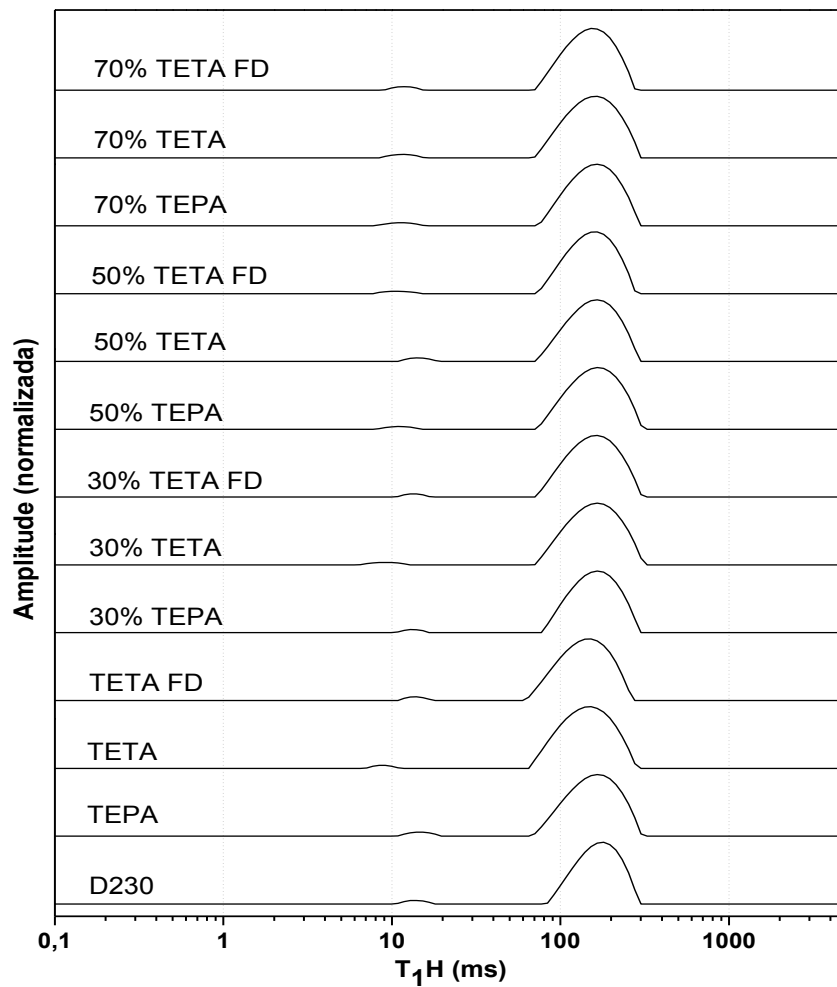 70% TETA FD
70% TETA
70% TEPA
50% TETA FD
50% TETA
50% TEPA
30% TETA FD
30% TETA
30% TEPA
TETA FD
TETA
TEPA
D230
Amplitude (normalizada)
0,1 1 10 100 1000
T1H (ms)